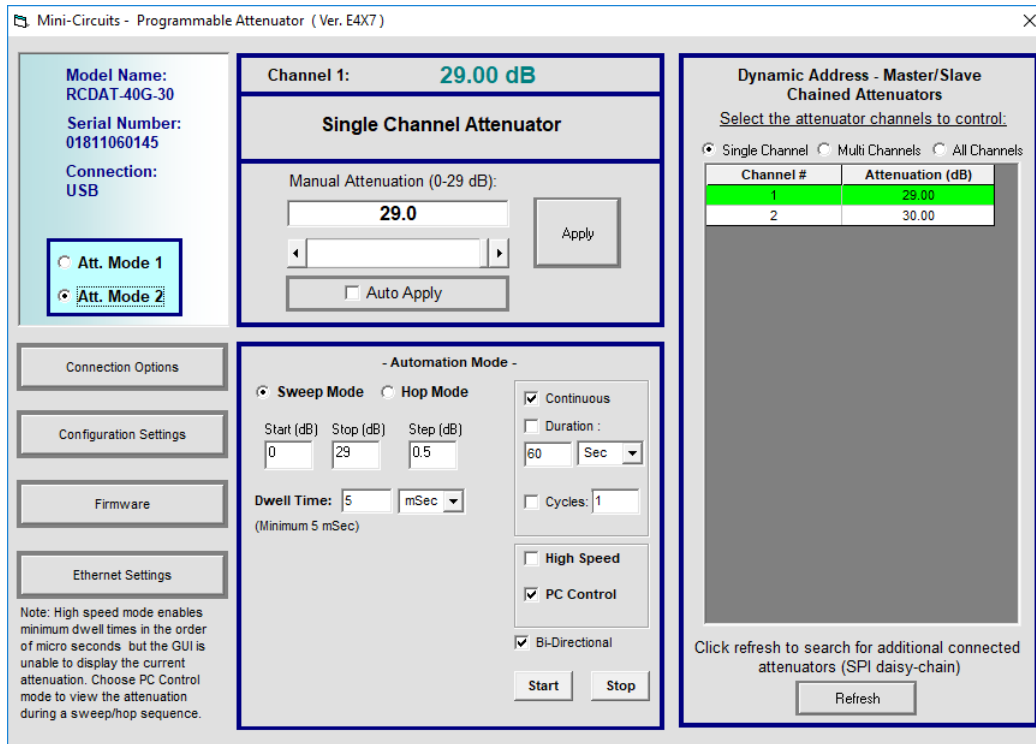 Mini-Circuits - Programmable Attenuator ( Ver. E4X7 )
Model Name:
RCDAT-40G-30
Serial Number:
01811060145
Connection:
USB
Att. Mode 1
Att. Mode 2
Connection Options
Configuration Settings
Firmware
Ethernet Settings
Note: High speed mode enables
minimum dwell times in the order
of micro seconds but the GUI is
unable to display the current
attenuation. Choose PC Control
mode to view the attenuation
during a sweep/hop sequence.
Channel 1: 29.00 dB
Single Channel Attenuator
Manual Attenuation (0-29 dB):
29.0
Apply
Auto Apply
- Automation Mode -
Sweep Mode Hop Mode
Start (dB) Stop (dB) Step (dB)
0 29 0.5
Dwell Time: 5 mSec
(Minimum 5 mSec)
Continuous
Duration :
60 Sec
Cycles: 1
High Speed
PC Control
Bi-Directional
Start Stop
Dynamic Address - Master/Slave
Chained Attenuators
Select the attenuator channels to control:
Single Channel Multi Channels All Channels
Channel # Attenuation (dB)
1 29.00
2 30.00
Click refresh to search for additional connected
attenuators (SPI daisy-chain)
Refresh